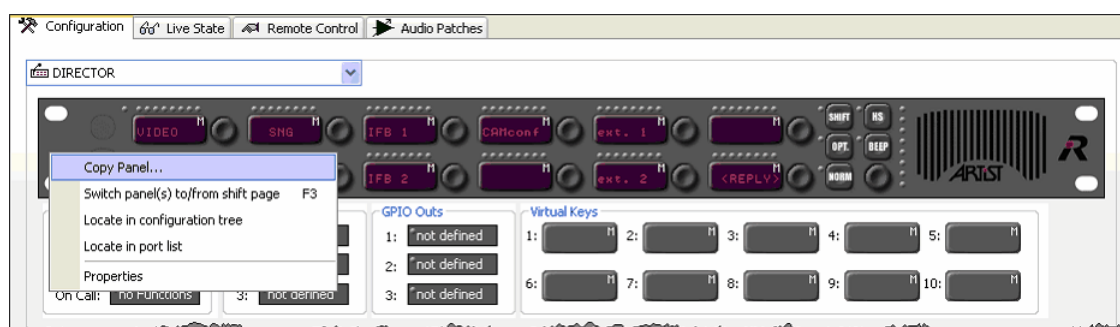 Configuration Live State Remote Control Audio Patches
DIRECTOR
VIDEO M SNG M IFB 1 M CAMconf M ext. 1 M M SHIFT HS
OPT. BEEP
IFB 2 M M ext. 2 M <REPLY> M NORM ARTIST R
Copy Panel...
Switch panel(s) to/from shift page F3
Locate in configuration tree
Locate in port list
Properties
GPIO Outs
1: not defined
2: not defined
3: not defined
Virtual Keys
1: M 2: M 3: M 4: M 5: M
6: M 7: M 8: M 9: M 10: M
On Call: no Functions 3: not defined